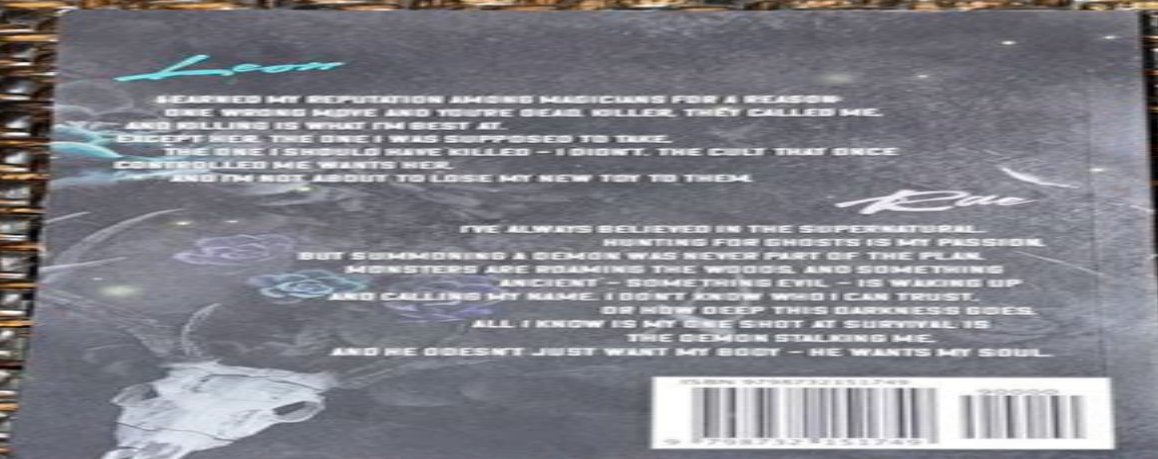 Leon
I EARNED MY REPUTATION AMONG MAGICIANS FOR A REASON.
ONE WRONG MOVE AND YOU'RE DEAD. KILLER, THEY CALLED ME,
AND KILLING IS WHAT I'M BEST AT.
EXCEPT HER. THE ONE I WAS SUPPOSED TO TAKE.
THE ONE I SHOULD HAVE KILLED – I DIDN'T. THE CULT THAT ONCE
CONTROLLED ME WANTS HER.
AND I'M NOT ABOUT TO LOSE MY NEW TOY TO THEM.
Rae
I'VE ALWAYS BELIEVED IN THE SUPERNATURAL.
HUNTING FOR GHOSTS IS MY PASSION,
BUT SUMMONING A DEMON WAS NEVER PART OF THE PLAN.
MONSTERS ARE ROAMING THE WOODS, AND SOMETHING
ANCIENT – SOMETHING EVIL – IS WAKING UP
AND CALLING MY NAME. I DON'T KNOW WHO I CAN TRUST,
OR HOW DEEP THIS DARKNESS GOES.
ALL I KNOW IS MY ONE SHOT AT SURVIVAL IS
THE DEMON STALKING ME.
AND HE DOESN'T JUST WANT MY BODY – HE WANTS MY SOUL.
ISBN 9798732151749
9 798732 151749